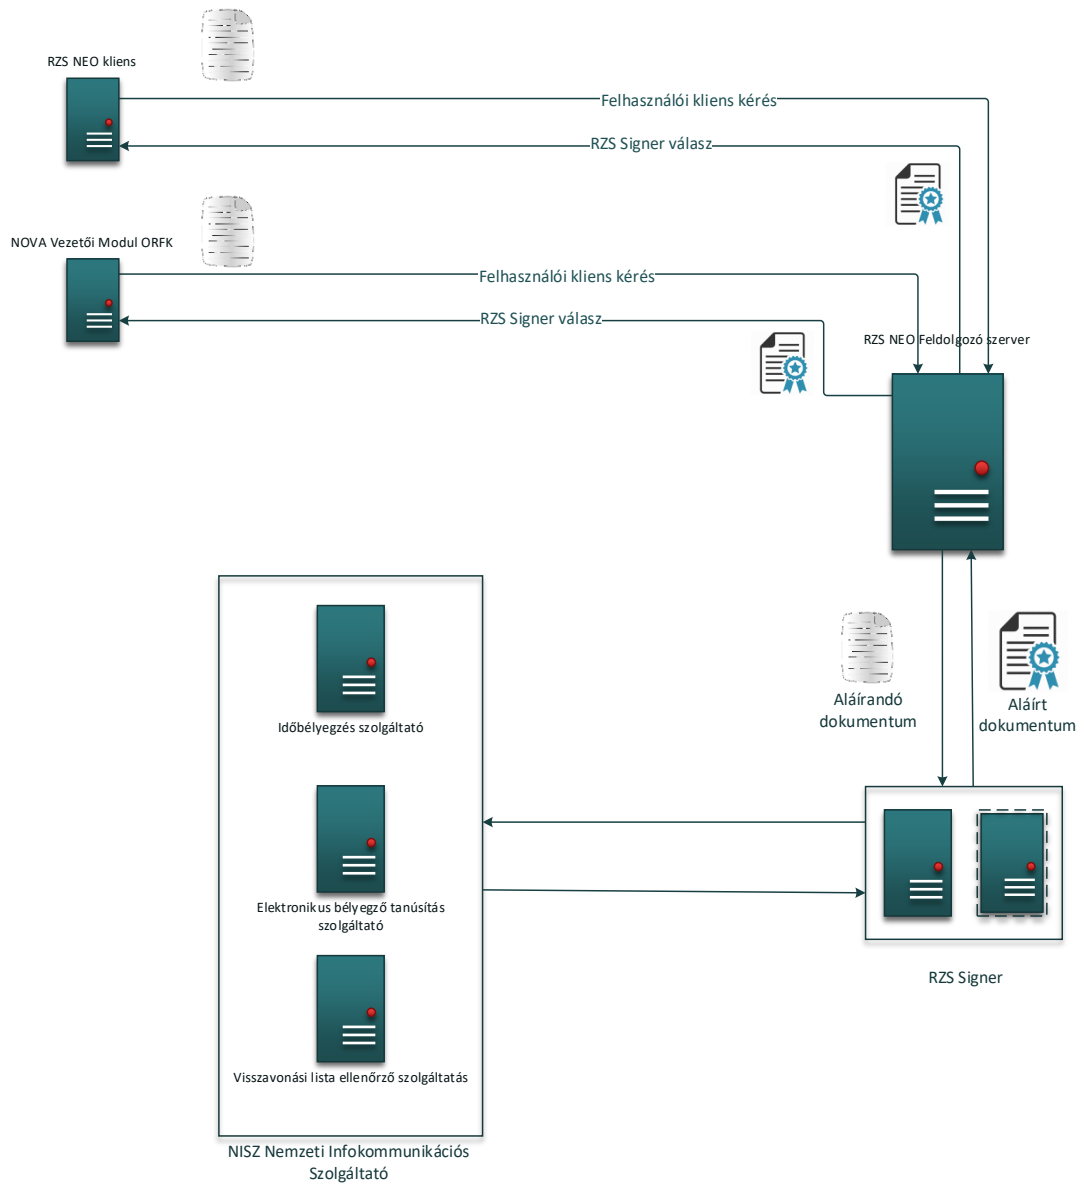 RZS NEO kliens
Felhasználói kliens kérés
RZS Signer válasz
NOVA Vezetői Modul ORFK
Felhasználói kliens kérés
RZS Signer válasz
RZS NEO Feldolgozó szerver
Aláírandó
dokumentum
Aláírt
dokumentum
Időbélyegzés szolgáltató
Elektronikus bélyegző tanúsítás
szolgáltató
RZS Signer
Visszavonási lista ellenőrző szolgáltatás
NISZ Nemzeti Infokommunikációs
Szolgáltató